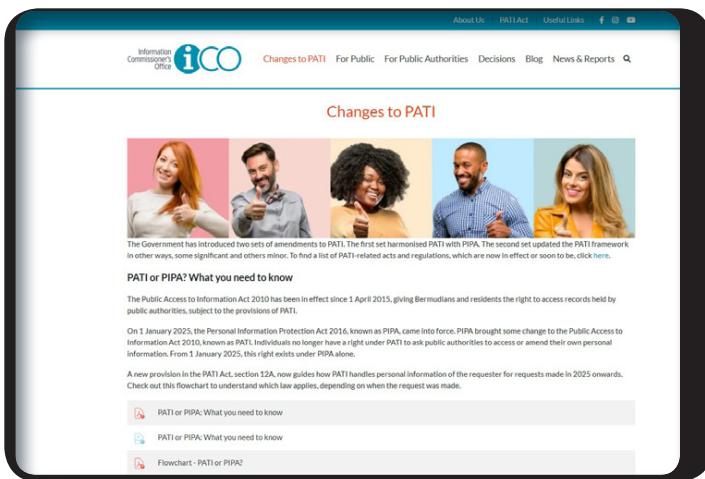 About Us PATI Act Useful Links
Information
Commissioner's
Office
iCO
Changes to PATI For Public For Public Authorities Decisions Blog News & Reports
Changes to PATI
The Government has introduced two sets of amendments to PATI. The first set harmonised PATI with PIPA. The second set updated the PATI framework
in other ways, some significant and others minor. To find a list of PATI-related acts and regulations, which are now in effect or soon to be, click here.
PATI or PIPA? What you need to know
The Public Access to Information Act 2010 has been in effect since 1 April 2015, giving Bermudians and residents the right to access records held by
public authorities, subject to the provisions of PATI.
On 1 January 2025, the Personal Information Protection Act 2016, known as PIPA, came into force. PIPA brought some change to the Public Access to
Information Act 2010, known as PATI. Individuals no longer have a right under PATI to ask public authorities to access or amend their own personal
information. From 1 January 2025, this right exists under PIPA alone.
A new provision in the PATI Act, section 12A, now guides how PATI handles personal information of the requester for requests made in 2025 onwards.
Check out this flowchart to understand which law applies, depending on when the request was made.
PATI or PIPA: What you need to know
PATI or PIPA: What you need to know
Flowchart - PATI or PIPA?